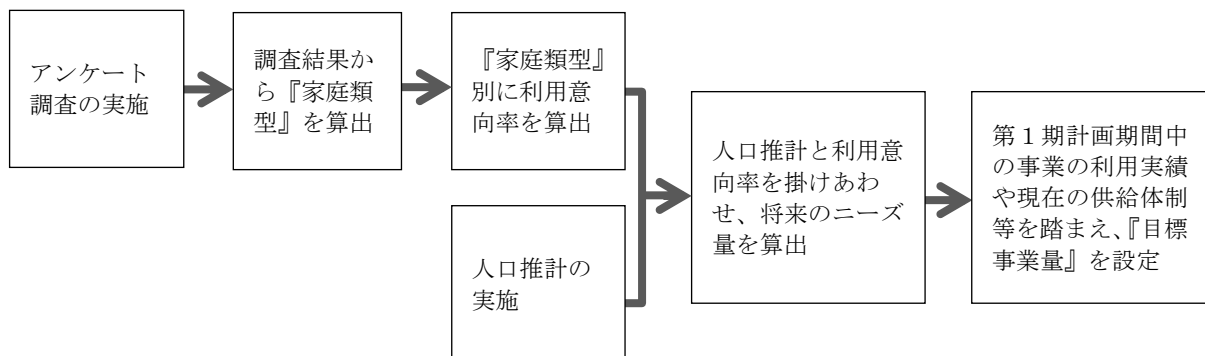 アンケート
調査の実施
調査結果か
ら『家庭類
型』を算出
『家庭類型』
別に利用意
向率を算出
人口推計の
実施
人口推計と利用意
向率を掛けあわ
せ、将来のニーズ
量を算出
第１期計画期間中
の事業の利用実績
や現在の供給体制
等を踏まえ、『目標
事業量』を設定